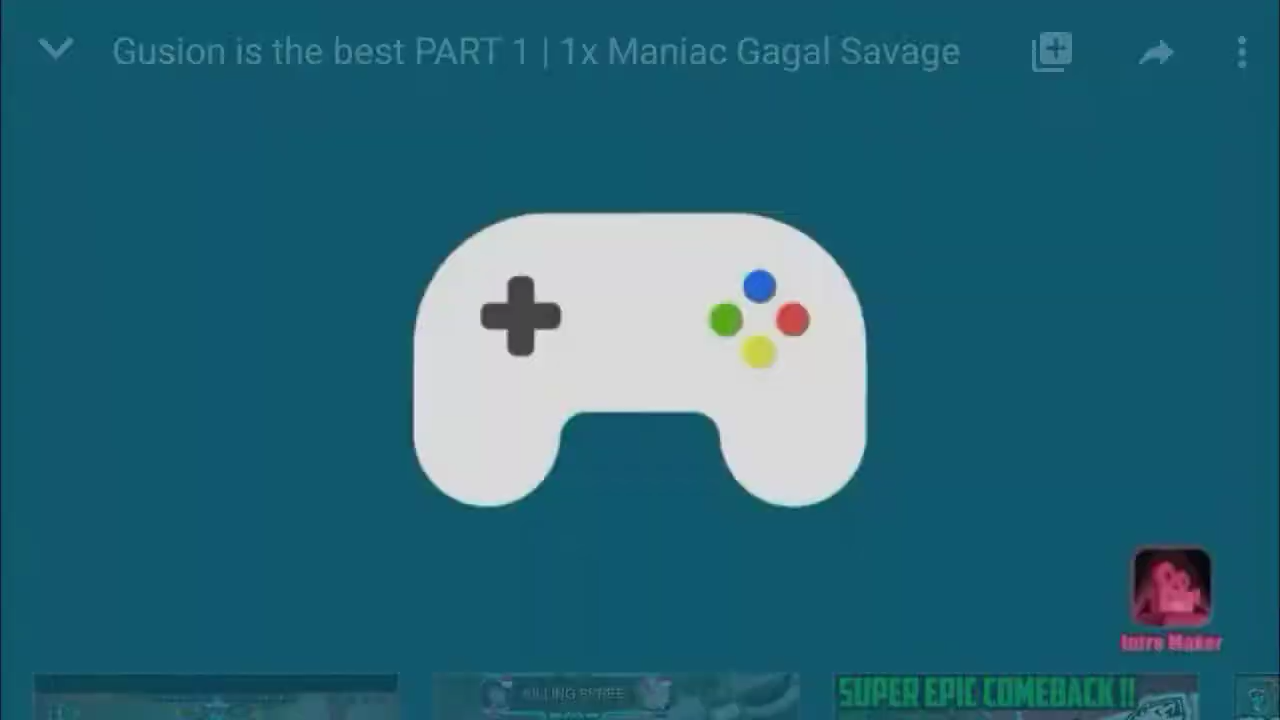 Gusion is the best PART 1 | 1x Maniac Gagal Savage
Intro Maker
KILLING SPREE
SUPER EPIC COMEBACK !!